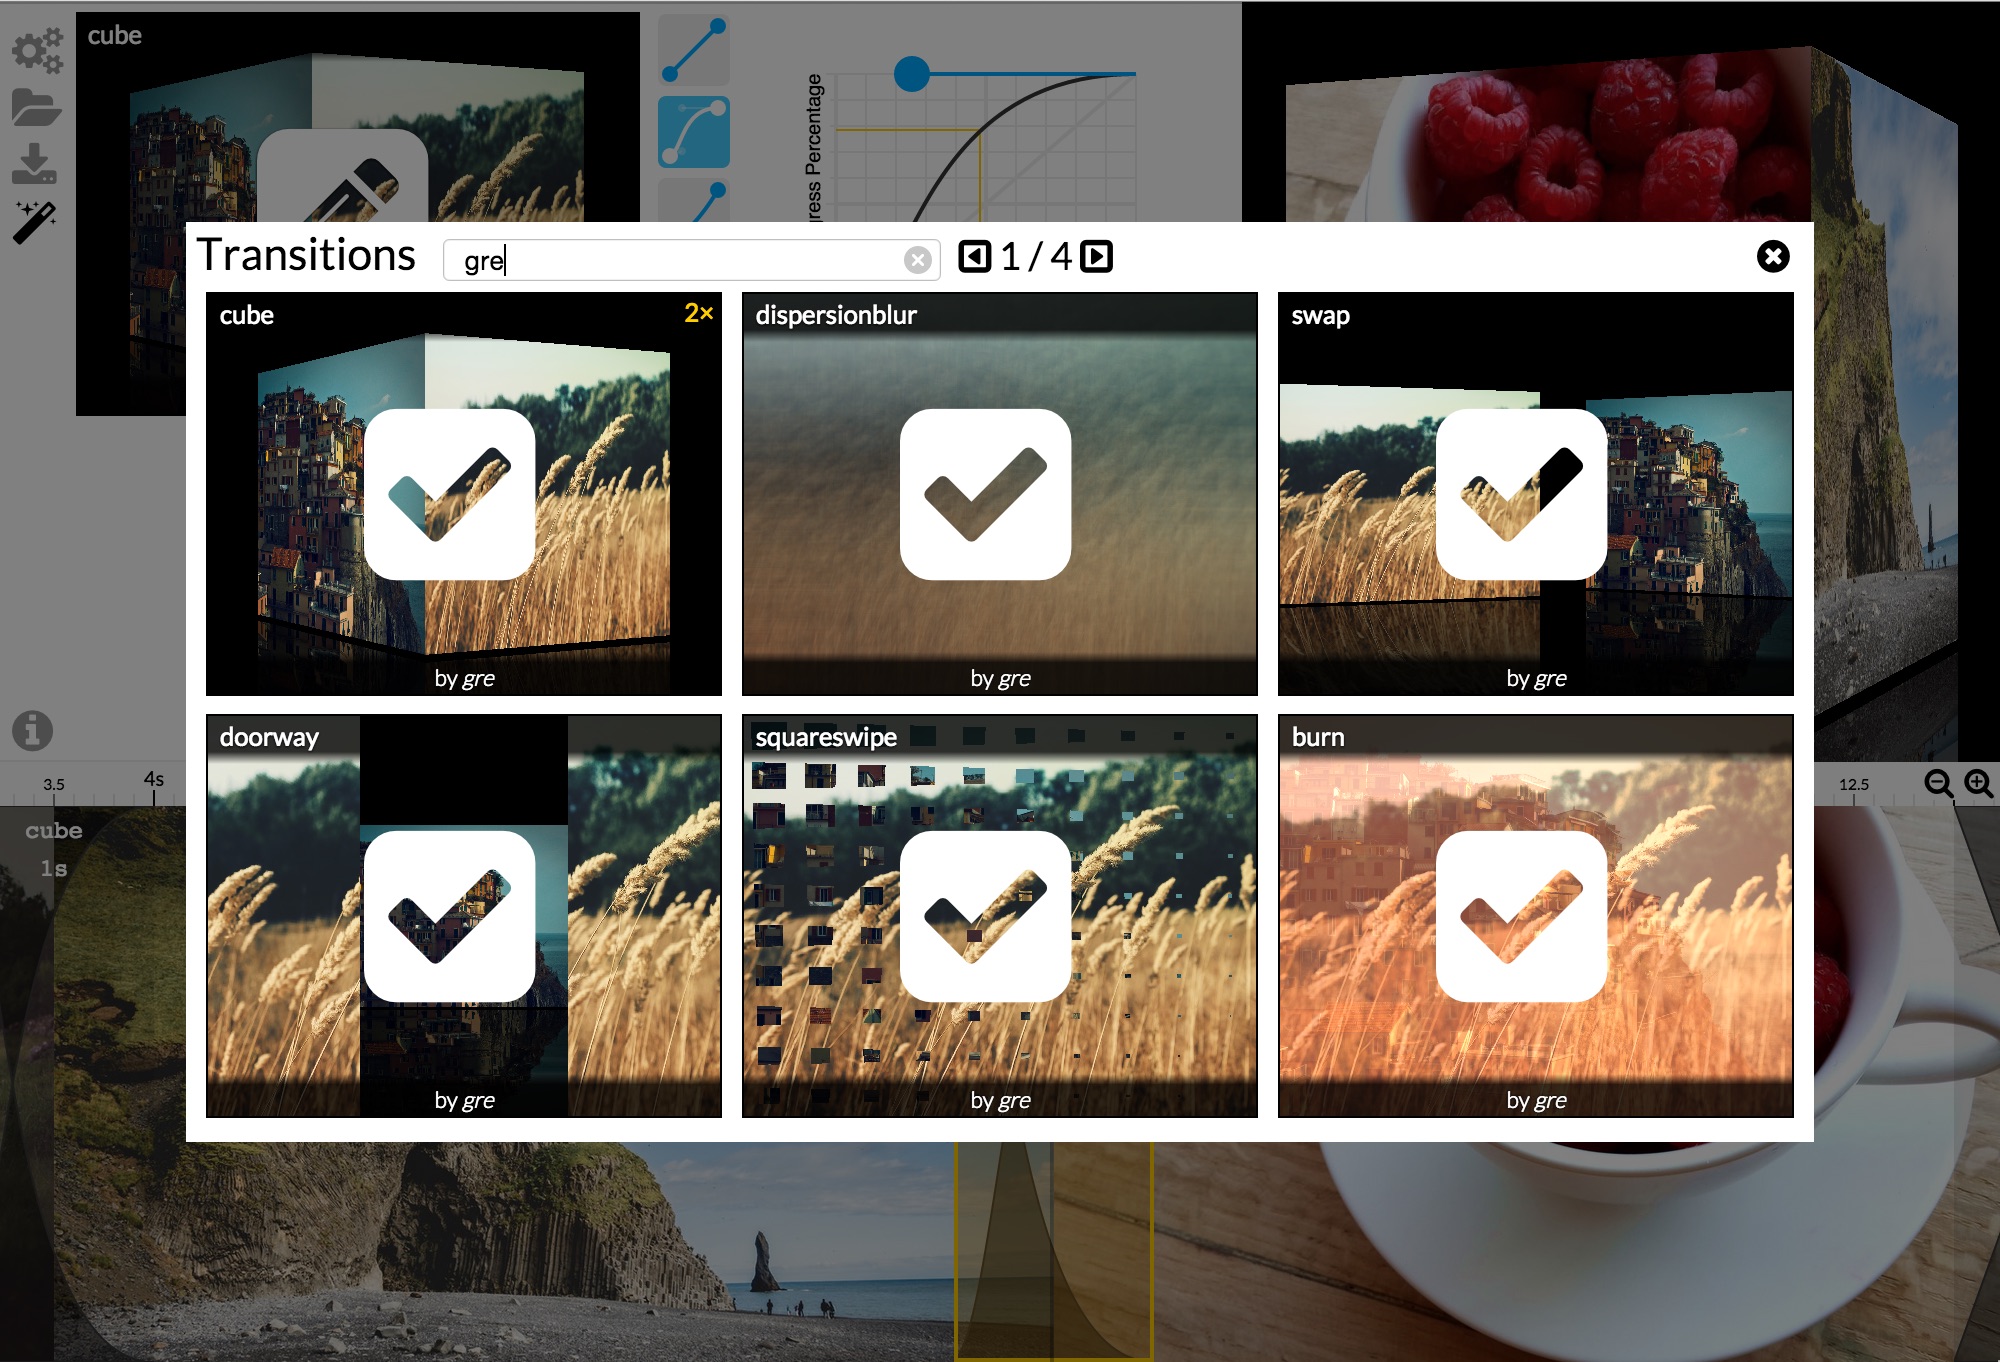 cube
gress Percentage
Transitions
gre
1 / 4
cube
2×
dispersionblur
swap
by gre
by gre
by gre
doorway
squareswipe
burn
by gre
by gre
by gre
3.5
4s
12.5
cube
1s